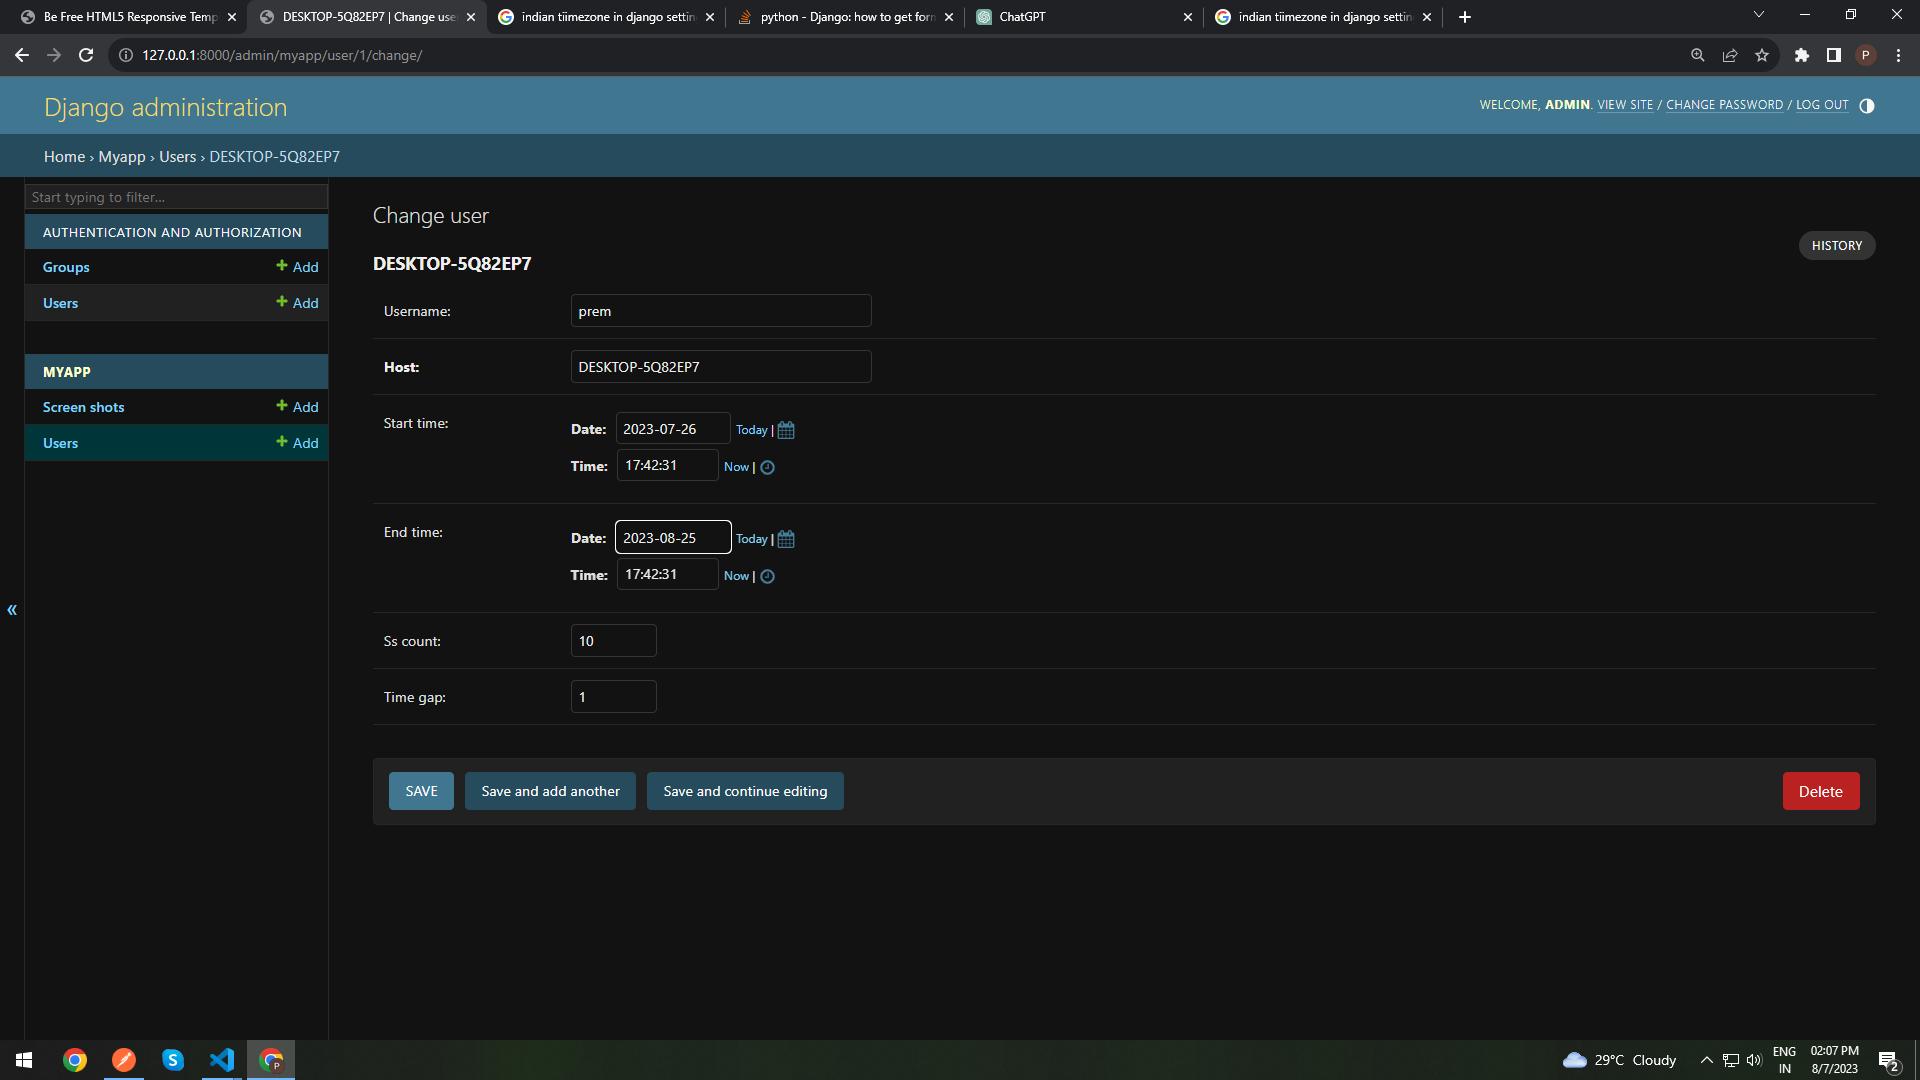 Be Free HTML5 Responsive Temp
DESKTOP-5Q82EP7 | Change use
indian tiimezone in django settin
python - Django: how to get forn
ChatGPT
indian tiimezone in django settin
127.0.0.1:8000/admin/myapp/user/1/change/
P
Django administration
WELCOME, ADMIN. VIEW SITE / CHANGE PASSWORD / LOG OUT
Home › Myapp › Users › DESKTOP-5Q82EP7
Start typing to filter...
AUTHENTICATION AND AUTHORIZATION
Groups + Add
Users + Add
MYAPP
Screen shots + Add
Users + Add
«
Change user
HISTORY
DESKTOP-5Q82EP7
Username: prem
Host: DESKTOP-5Q82EP7
Start time: Date: 2023-07-26 Today |
Time: 17:42:31 Now |
End time: Date: 2023-08-25 Today |
Time: 17:42:31 Now |
Ss count: 10
Time gap: 1
SAVE Save and add another Save and continue editing Delete
P
29°C Cloudy
ENG
IN
02:07 PM
8/7/2023
2